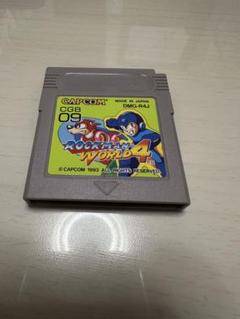 CAPCOM
MADE IN JAPAN
DMG-R4J
CGB
09
ROCKMAN
WORLD 4
© CAPCOM 1993 ALL RIGHTS RESERVED